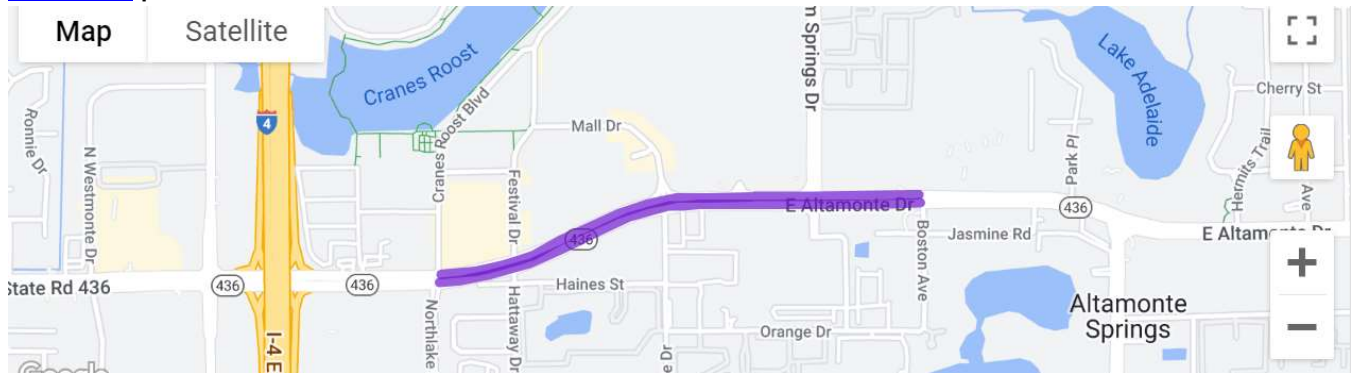 Map
Satellite
Cranes Roost
Lake Adelaide
Cherry St
4
Ronnie Dr
N Westmonte Dr
Cranes Roost Blvd
Mall Dr
m Springs Dr
Park Pl
Hermits Trail
Ave
Festival Dr
E Altamonte Dr
436
436
Jasmine Rd
Boston Ave
E Altamonte Dr
State Rd 436
436
436
Haines St
Northlake
Hattaway Dr
I-4 E
Orange Dr
e Dr
Altamonte
Springs
+
−
Google